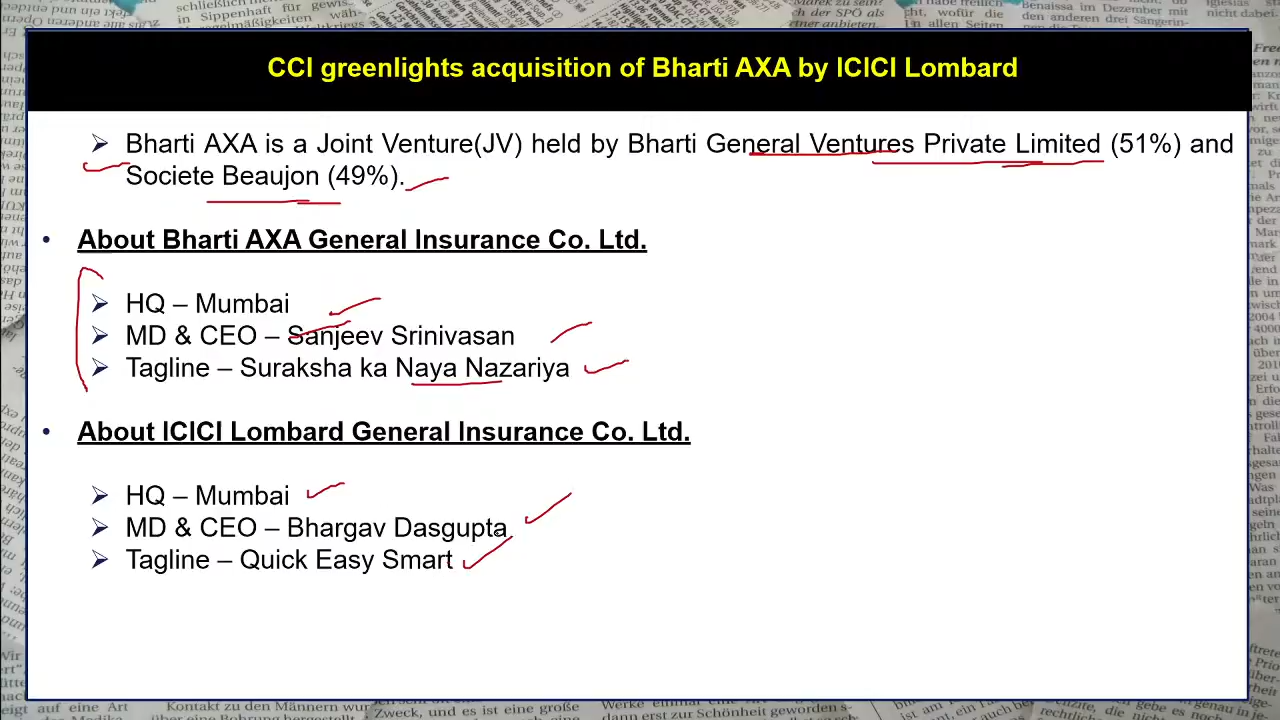 CCI greenlights acquisition of Bharti AXA by ICICI Lombard
➢ Bharti AXA is a Joint Venture(JV) held by Bharti General Ventures Private Limited (51%) and
Societe Beaujon (49%).
• About Bharti AXA General Insurance Co. Ltd.
➢ HQ – Mumbai
➢ MD & CEO – Sanjeev Srinivasan
➢ Tagline – Suraksha ka Naya Nazariya
• About ICICI Lombard General Insurance Co. Ltd.
➢ HQ – Mumbai
➢ MD & CEO – Bhargav Dasgupta
➢ Tagline – Quick Easy Smart